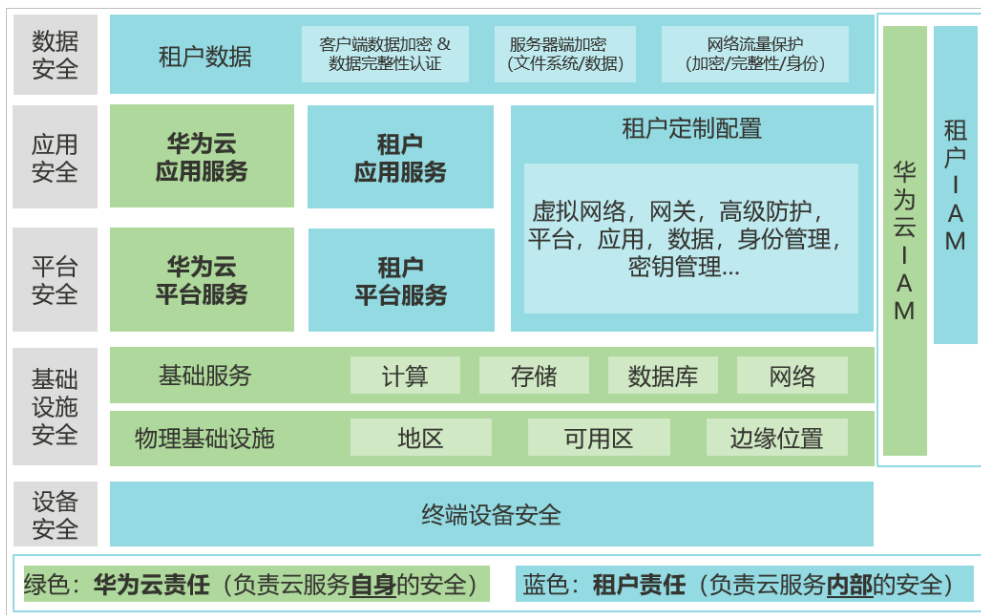 数据
安全
租户数据
客户端数据加密 &
数据完整性认证
服务器端加密
(文件系统/数据)
网络流量保护
(加密/完整性/身份)
应用
安全
华为云
应用服务
租户
应用服务
租户定制配置
虚拟网络，网关，高级防护，
平台，应用，数据，身份管理，
密钥管理...
平台
安全
华为云
平台服务
租户
平台服务
基础
设施
安全
基础服务
计算
存储
数据库
网络
物理基础设施
地区
可用区
边缘位置
设备
安全
终端设备安全
华
为
云
I
A
M
租
户
I
A
M
绿色：华为云责任（负责云服务自身的安全）
蓝色：租户责任（负责云服务内部的安全）